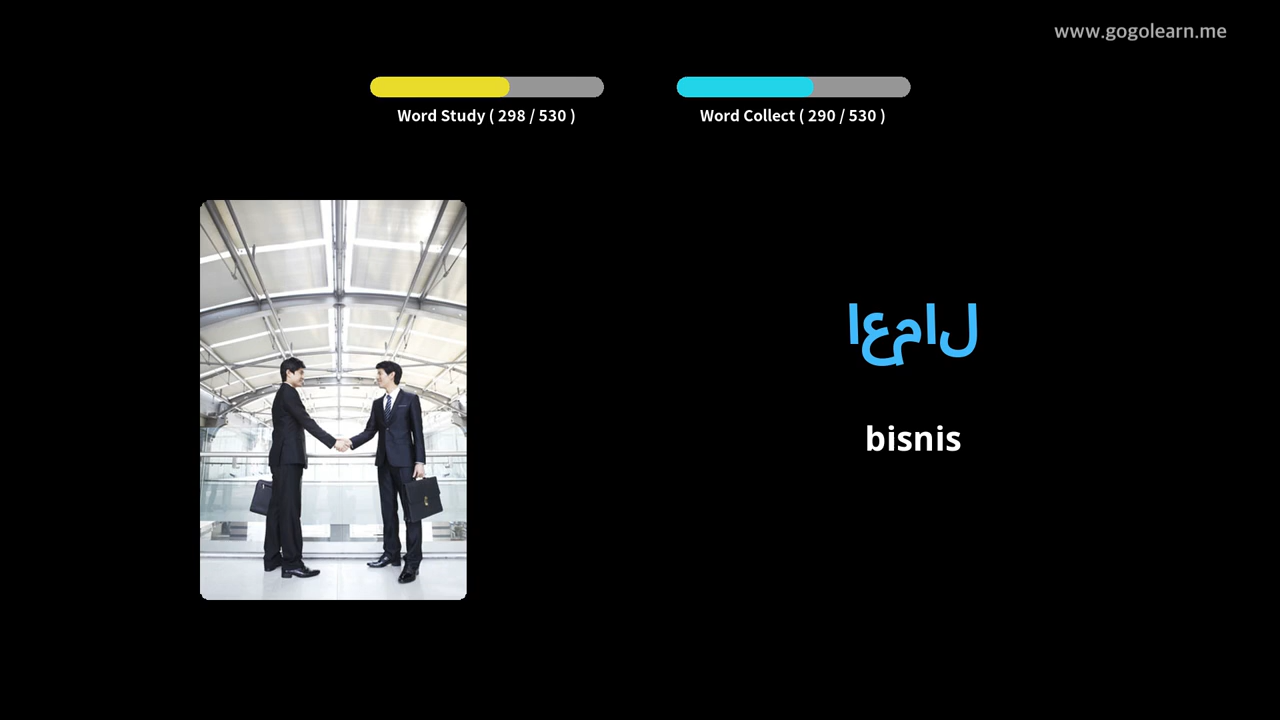 www.gogolearn.me
Word Study ( 298 / 530 )
Word Collect ( 290 / 530 )
اعمال
bisnis